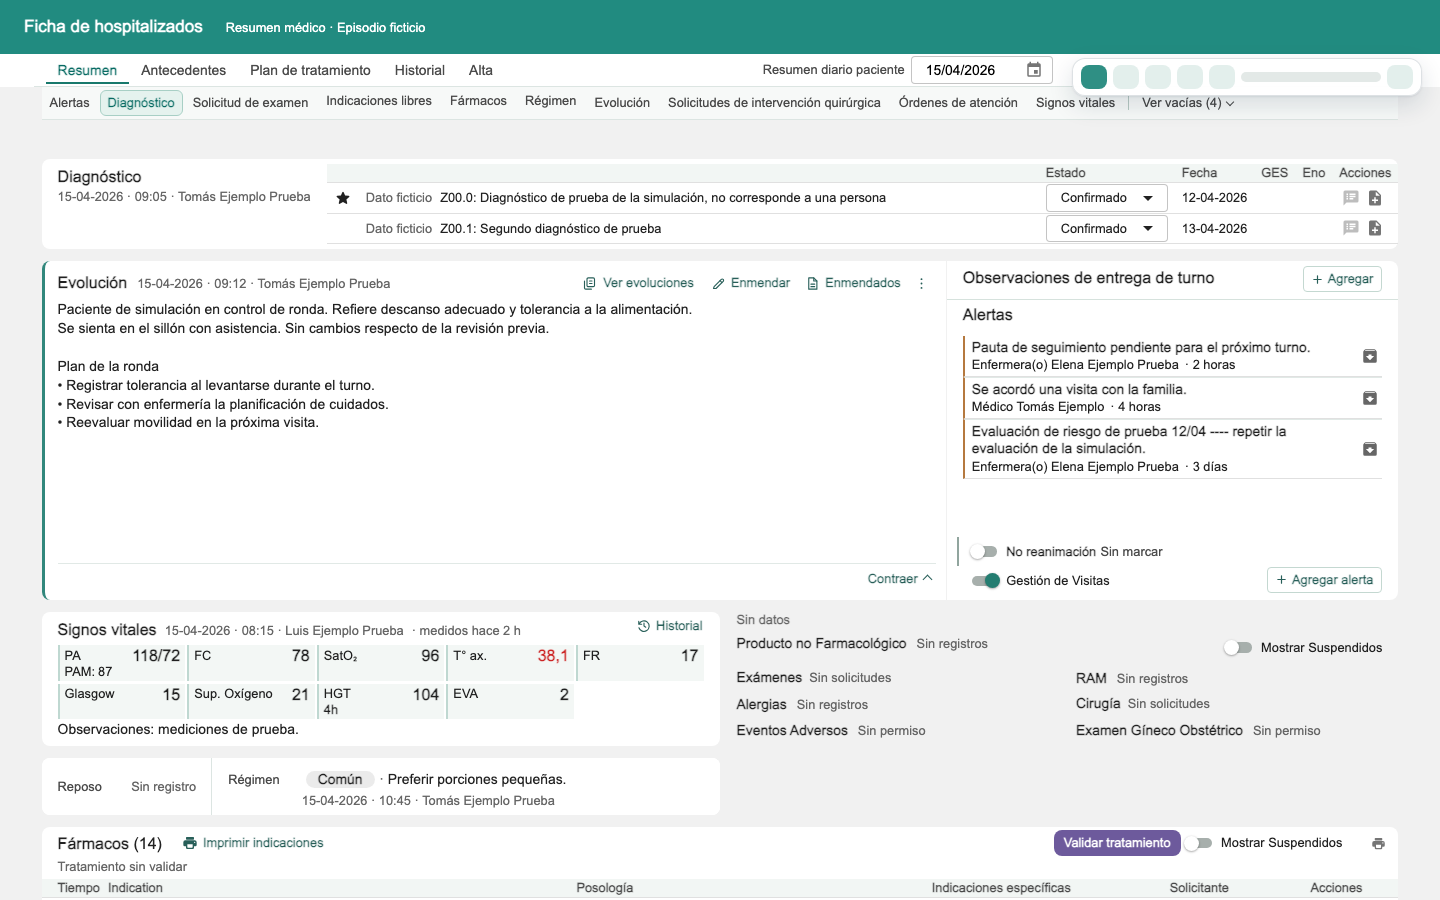 Ficha de hospitalizados
Resumen médico · Episodio ficticio
Resumen Antecedentes Plan de tratamiento Historial Alta
Resumen diario paciente 15/04/2026
Alertas Diagnóstico Solicitud de examen Indicaciones libres Fármacos Régimen Evolución Solicitudes de intervención quirúrgica Órdenes de atención Signos vitales Ver vacías (4)
Diagnóstico
15-04-2026 · 09:05 · Tomás Ejemplo Prueba
Estado Fecha GES Eno Acciones
Dato ficticio Z00.0: Diagnóstico de prueba de la simulación, no corresponde a una persona Confirmado 12-04-2026
Dato ficticio Z00.1: Segundo diagnóstico de prueba Confirmado 13-04-2026
Evolución 15-04-2026 · 09:12 · Tomás Ejemplo Prueba
Ver evoluciones Enmendar Enmendados
Paciente de simulación en control de ronda. Refiere descanso adecuado y tolerancia a la alimentación.
Se sienta en el sillón con asistencia. Sin cambios respecto de la revisión previa.
Plan de la ronda
• Registrar tolerancia al levantarse durante el turno.
• Revisar con enfermería la planificación de cuidados.
• Reevaluar movilidad en la próxima visita.
Contraer
Observaciones de entrega de turno
+ Agregar
Alertas
Pauta de seguimiento pendiente para el próximo turno.
Enfermera(o) Elena Ejemplo Prueba · 2 horas
Se acordó una visita con la familia.
Médico Tomás Ejemplo · 4 horas
Evaluación de riesgo de prueba 12/04 ---- repetir la
evaluación de la simulación.
Enfermera(o) Elena Ejemplo Prueba · 3 días
No reanimación Sin marcar
Gestión de Visitas
+ Agregar alerta
Signos vitales 15-04-2026 · 08:15 · Luis Ejemplo Prueba · medidos hace 2 h
Historial
PA 118/72 FC 78 SatO₂ 96 T° ax. 38,1 FR 17
PAM: 87
Glasgow 15 Sup. Oxígeno 21 HGT 104 EVA 2
4h
Observaciones: mediciones de prueba.
Sin datos
Producto no Farmacológico Sin registros
Mostrar Suspendidos
Exámenes Sin solicitudes
RAM Sin registros
Alergias Sin registros
Cirugía Sin solicitudes
Eventos Adversos Sin permiso
Examen Gíneco Obstétrico Sin permiso
Reposo Sin registro
Régimen Común · Preferir porciones pequeñas.
15-04-2026 · 10:45 · Tomás Ejemplo Prueba
Fármacos (14) Imprimir indicaciones
Validar tratamiento Mostrar Suspendidos
Tratamiento sin validar
Tiempo Indication Posología Indicaciones específicas Solicitante Acciones